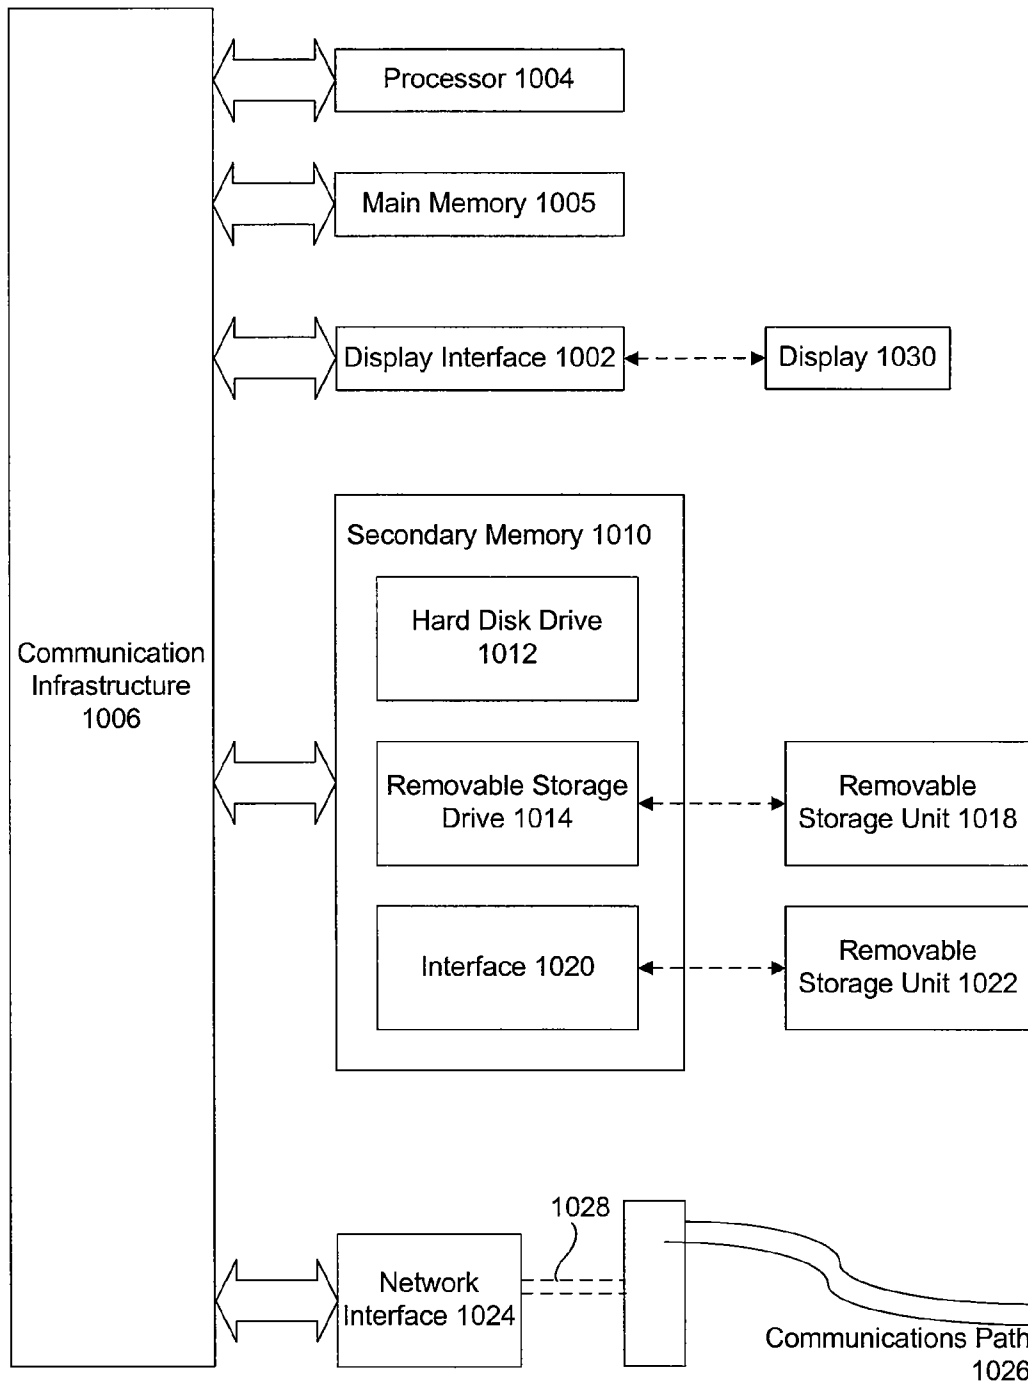 Processor 1004
Main Memory 1005
Display Interface 1002
Display 1030
Secondary Memory 1010
Hard Disk Drive
1012
Communication
Infrastructure
1006
Removable Storage
Drive 1014
Removable
Storage Unit 1018
Interface 1020
Removable
Storage Unit 1022
1028
Network
Interface 1024
Communications Path
1026